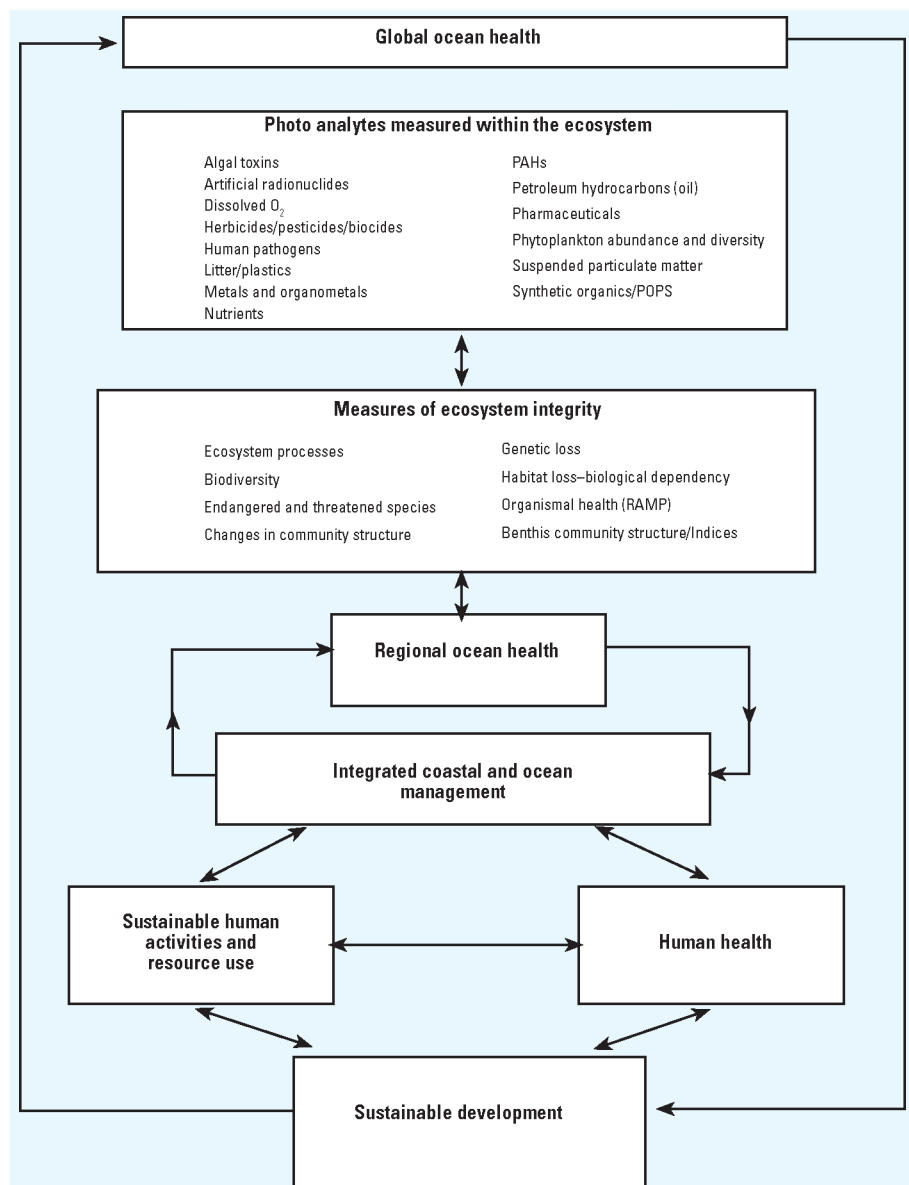 Global ocean health
Photo analytes measured within the ecosystem
Algal toxins
Artificial radionuclides
Dissolved O2
Herbicides/pesticides/biocides
Human pathogens
Litter/plastics
Metals and organometals
Nutrients
PAHs
Petroleum hydrocarbons (oil)
Pharmaceuticals
Phytoplankton abundance and diversity
Suspended particulate matter
Synthetic organics/POPS
Measures of ecosystem integrity
Ecosystem processes
Biodiversity
Endangered and threatened species
Changes in community structure
Genetic loss
Habitat loss–biological dependency
Organismal health (RAMP)
Benthis community structure/Indices
Regional ocean health
Integrated coastal and ocean
management
Sustainable human
activities and
resource use
Human health
Sustainable development